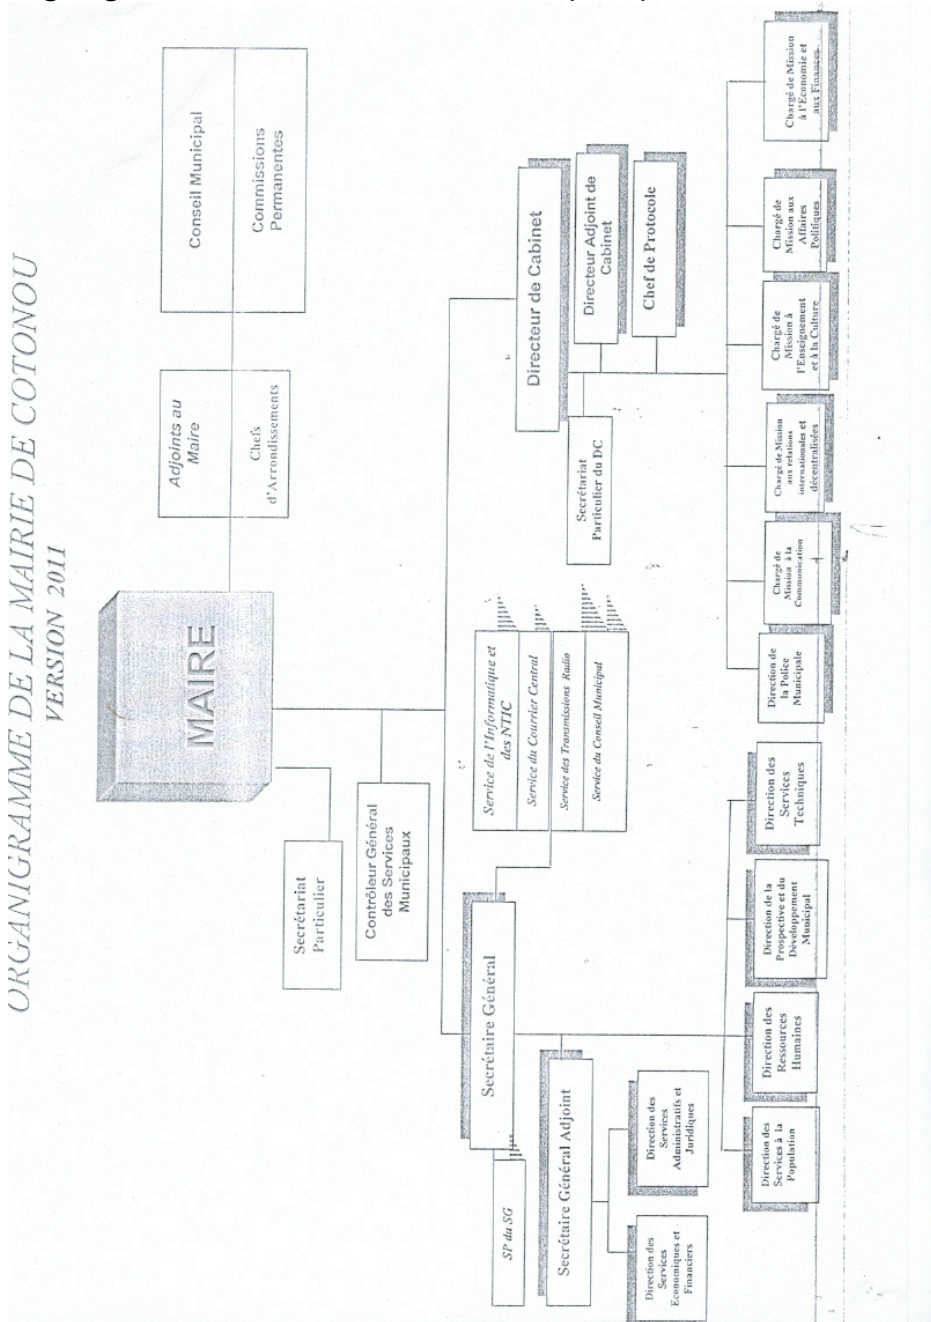 ORGANIGRAMME DE LA MAIRIE DE COTONOU
VERSION 2011
MAIRE
Adjoints au
Maire
Chefs
d'Arrondissements
Conseil Municipal
Commissions
Permanentes
Secrétariat
Particulier
Contrôleur Général
des Services
Municipaux
Secrétaire Général
SP du SG
Service de l'Informatique et
des NTIC
Service du Courrier Central
Service des Transmissions Radio
Service du Conseil Municipal
Directeur de Cabinet
Directeur Adjoint de
Cabinet
Chef de Protocole
Secrétariat
Particulier du DC
Secrétaire Général Adjoint
Direction des
Services
Economiques et
Financiers
Direction des
Services
Administratifs et
Juridiques
Direction des
Services à la
Population
Direction des
Ressources
Humaines
Direction de la
Prospective et du
Développement
Municipal
Direction des
Services
Techniques
Direction de
la Police
Municipale
Chargé de
Mission à la
Communication
Chargé de Mission
aux relations
internationales et
décentralisées
Chargé de
Mission à
l'Enseignement
et à la Culture
Chargé de
Mission aux
Affaires
Politiques
Chargé de Mission
à l'Economie et
aux Finances